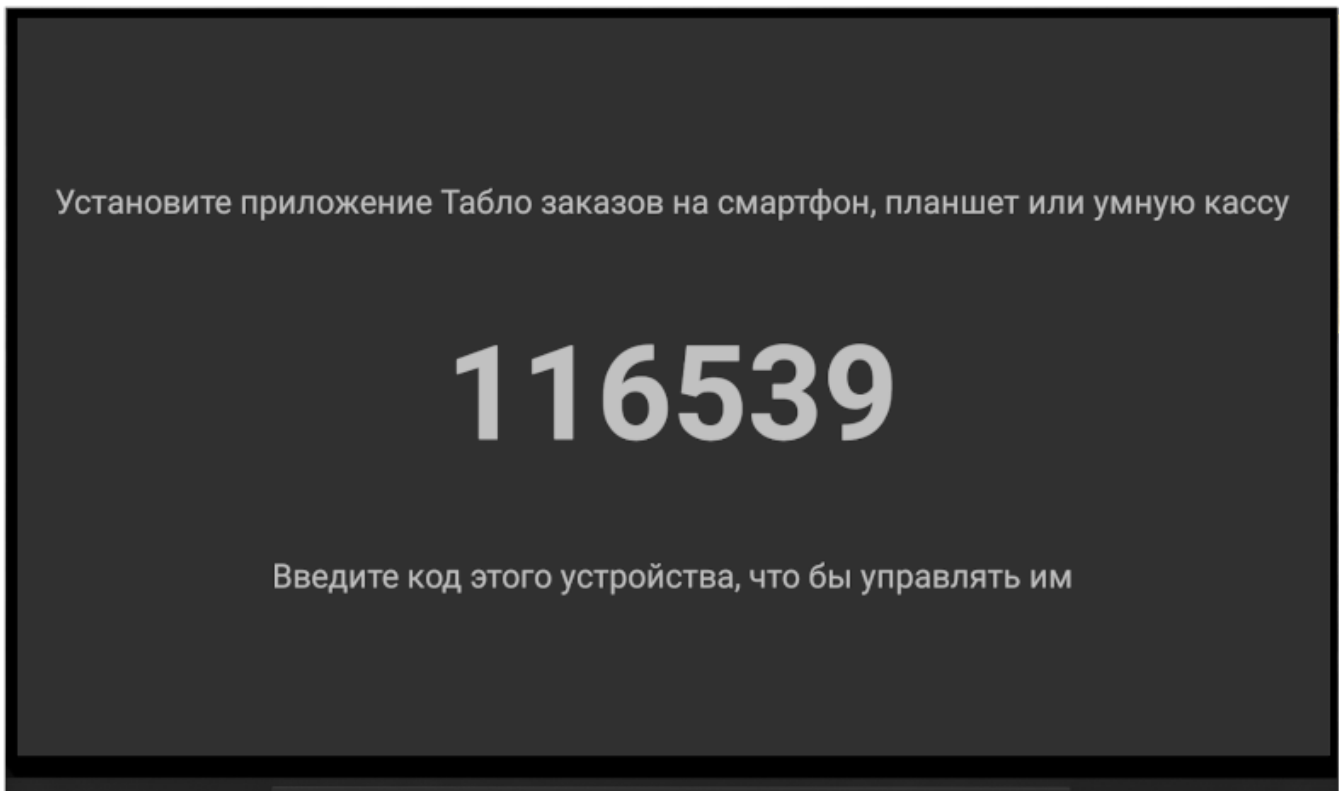 Установите приложение Табло заказов на смартфон, планшет или умную кассу
116539
Введите код этого устройства, что бы управлять им